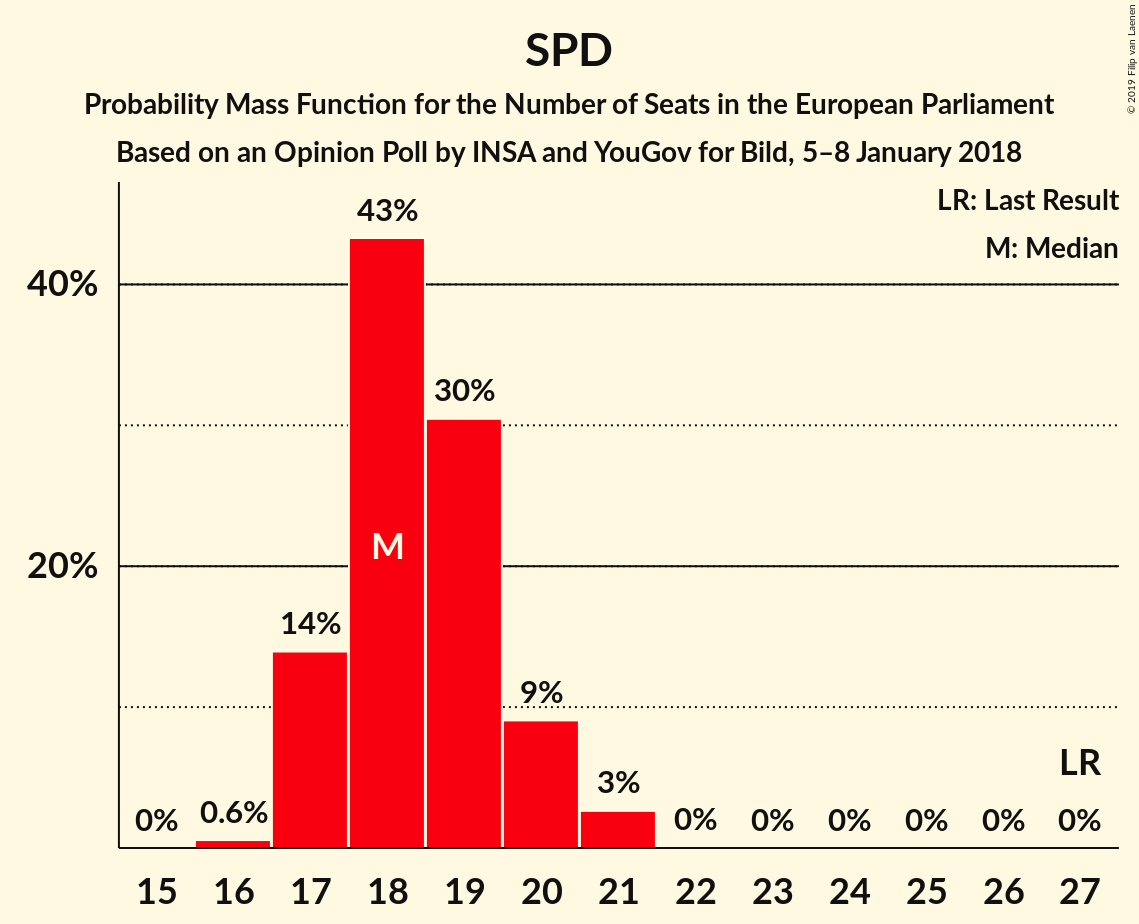 SPD
Probability Mass Function for the Number of Seats in the European Parliament
Based on an Opinion Poll by INSA and YouGov for Bild, 5–8 January 2018
© 2019 Filip van Laenen
LR: Last Result
M: Median
43%
40%
30%
M
20%
14%
9%
LR
3%
0% 0.6% 0% 0% 0% 0% 0% 0%
15 16 17 18 19 20 21 22 23 24 25 26 27